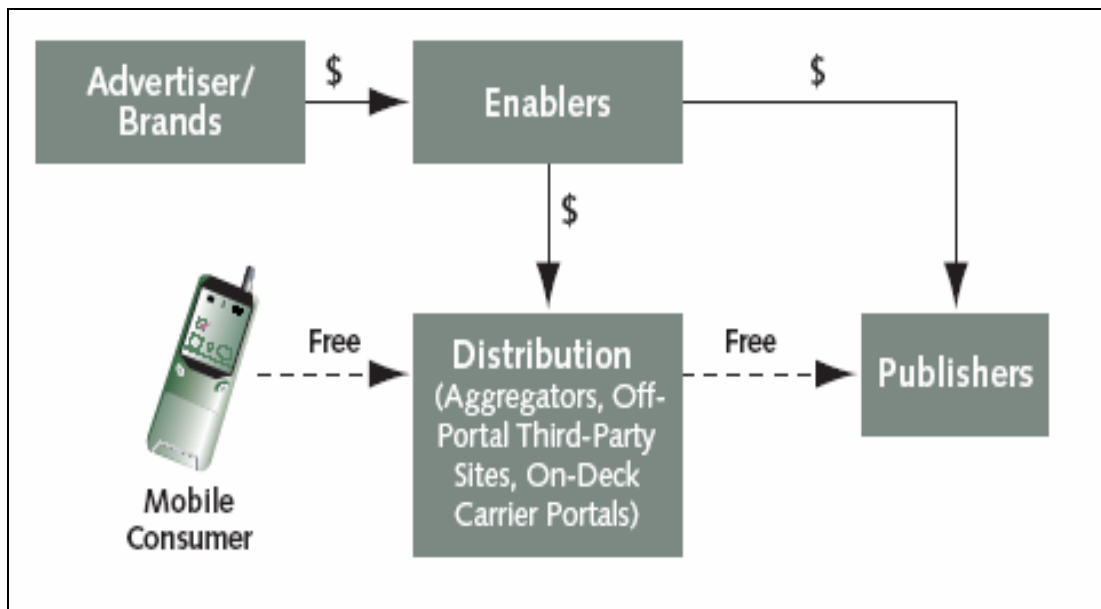 Advertiser/
Brands
$
Enablers
$
$
Mobile
Consumer
Free
Distribution
(Aggregators, Off-
Portal Third-Party
Sites, On-Deck
Carrier Portals)
Free
Publishers